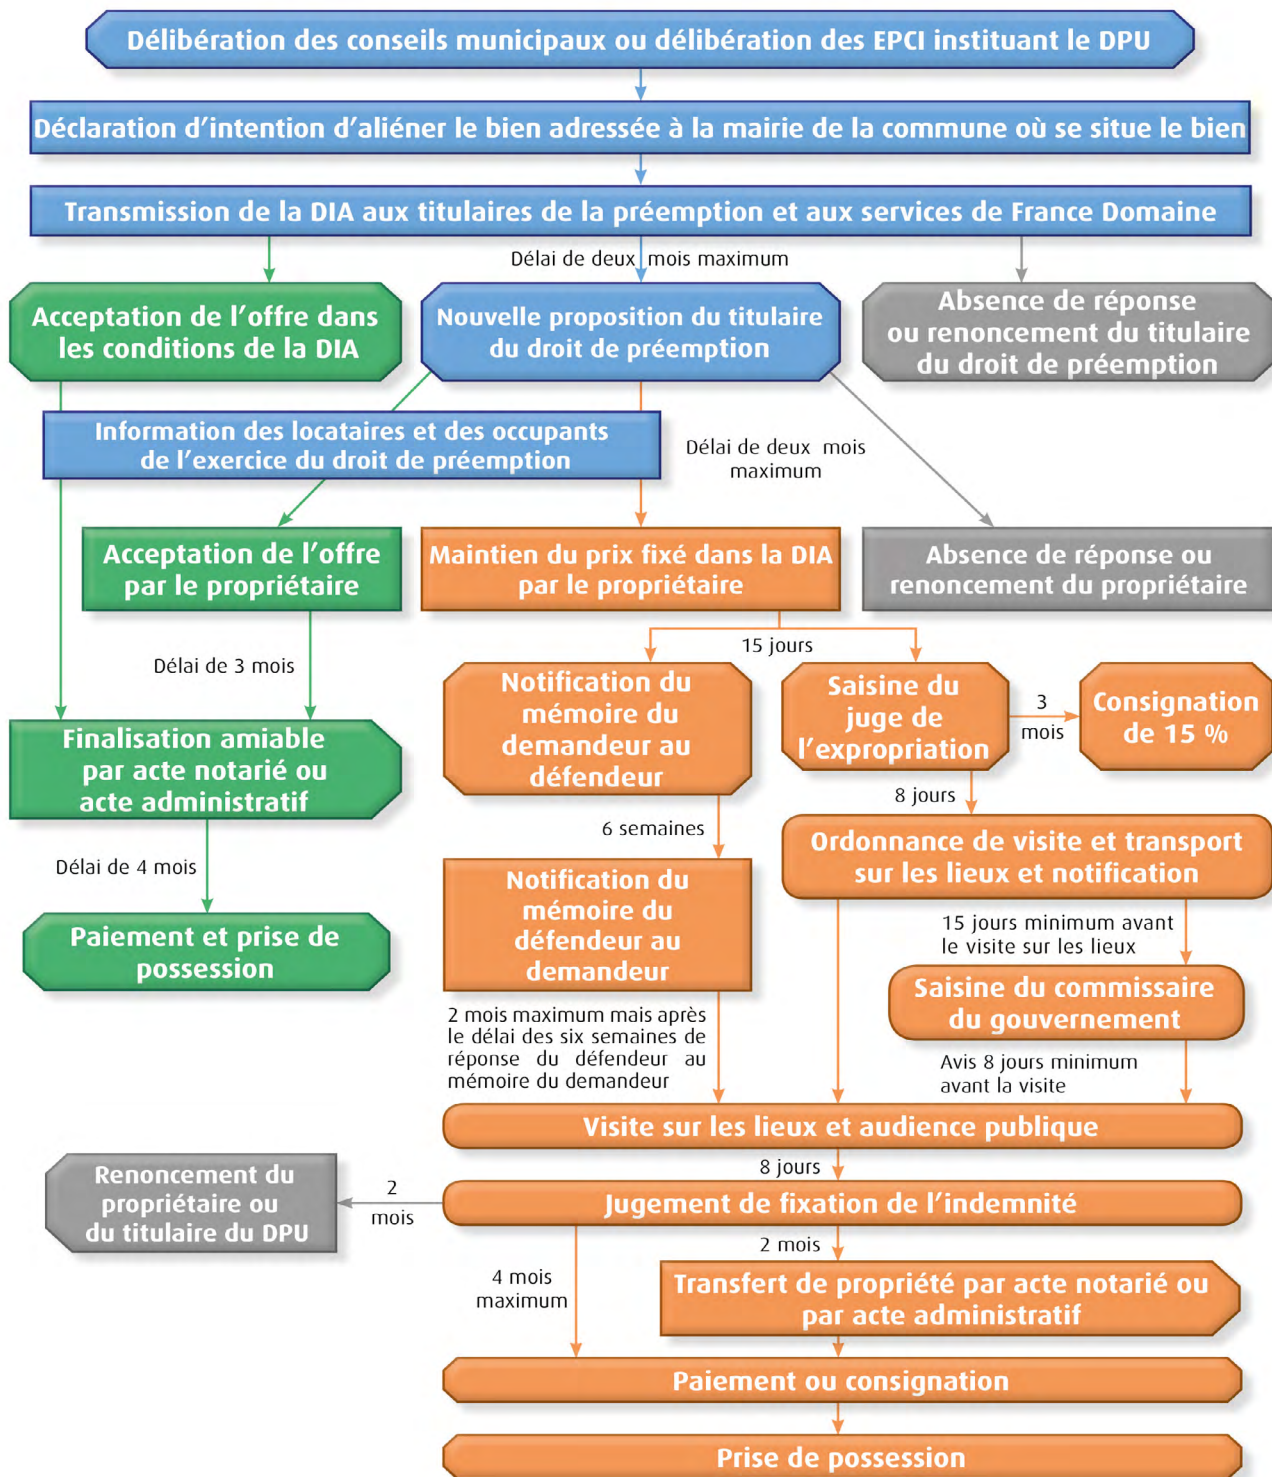 Délibération des conseils municipaux ou délibération des EPCI instituant le DPU
Déclaration d'intention d'aliéner le bien adressée à la mairie de la commune où se situe le bien
Transmission de la DIA aux titulaires de la préemption et aux services de France Domaine
Délai de deux mois maximum
Acceptation de l'offre dans
les conditions de la DIA
Nouvelle proposition du titulaire
du droit de préemption
Absence de réponse
ou renoncement du titulaire
du droit de préemption
Information des locataires et des occupants
de l'exercice du droit de préemption
Délai de deux mois
maximum
Acceptation de l'offre
par le propriétaire
Maintien du prix fixé dans la DIA
par le propriétaire
Absence de réponse ou
renoncement du propriétaire
15 jours
Délai de 3 mois
Notification du
mémoire du
demandeur au
défendeur
Saisine du
juge de
l'expropriation
3
mois
Consignation
de 15 %
Finalisation amiable
par acte notarié ou
acte administratif
8 jours
6 semaines
Ordonnance de visite et transport
sur les lieux et notification
Délai de 4 mois
Notification du
mémoire du
défendeur au
demandeur
Paiement et prise de
possession
15 jours minimum avant
le visite sur les lieux
Saisine du commissaire
du gouvernement
2 mois maximum mais après
le délai des six semaines de
réponse du défendeur au
mémoire du demandeur
Avis 8 jours minimum
avant la visite
Visite sur les lieux et audience publique
8 jours
Renoncement du
propriétaire ou
du titulaire du DPU
2
mois
Jugement de fixation de l'indemnité
2 mois
4 mois
maximum
Transfert de propriété par acte notarié ou
par acte administratif
Paiement ou consignation
Prise de possession